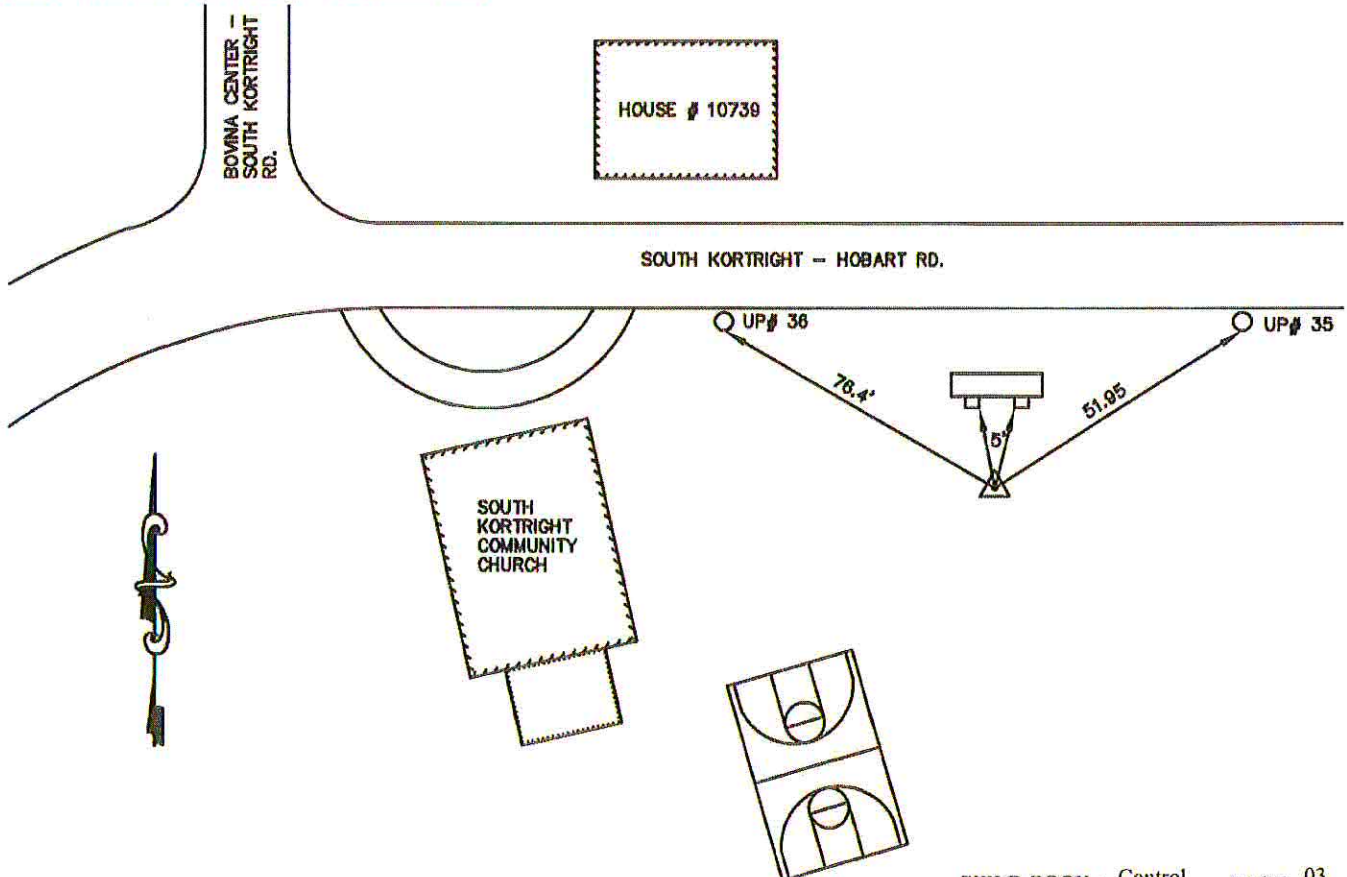 BOVINA CENTER –
SOUTH KORTRIGHT
RD.
HOUSE # 10739
SOUTH KORTRIGHT – HOBART RD.
UP# 36
UP# 35
76.4'
51.95
5'
SOUTH
KORTRIGHT
COMMUNITY
CHURCH
Control
03